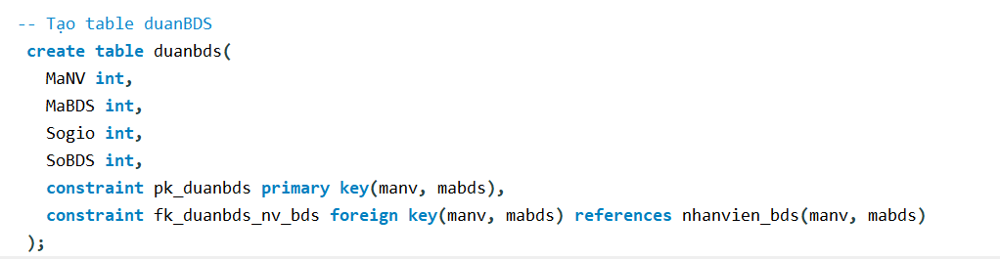 -- Tạo table duanBDS
create table duanbds(
MaNV int,
MaBDS int,
Sogio int,
SoBDS int,
constraint pk_duanbds primary key(manv, mabds),
constraint fk_duanbds_nv_bds foreign key(manv, mabds) references nhanvien_bds(manv, mabds)
);